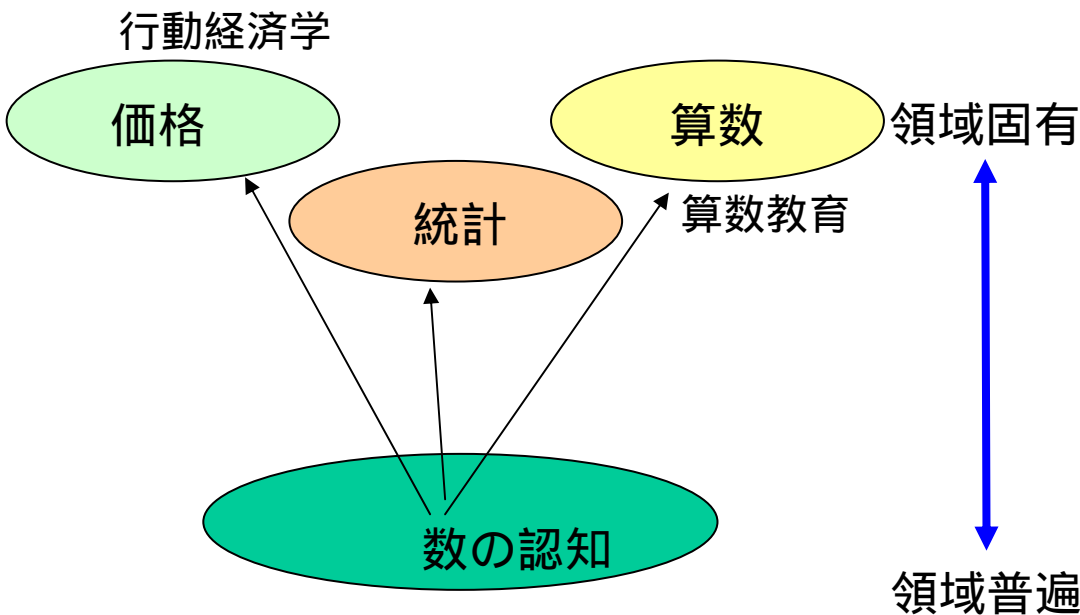 行動経済学
価格
算数
領域固有
統計
算数教育
数の認知
領域普遍